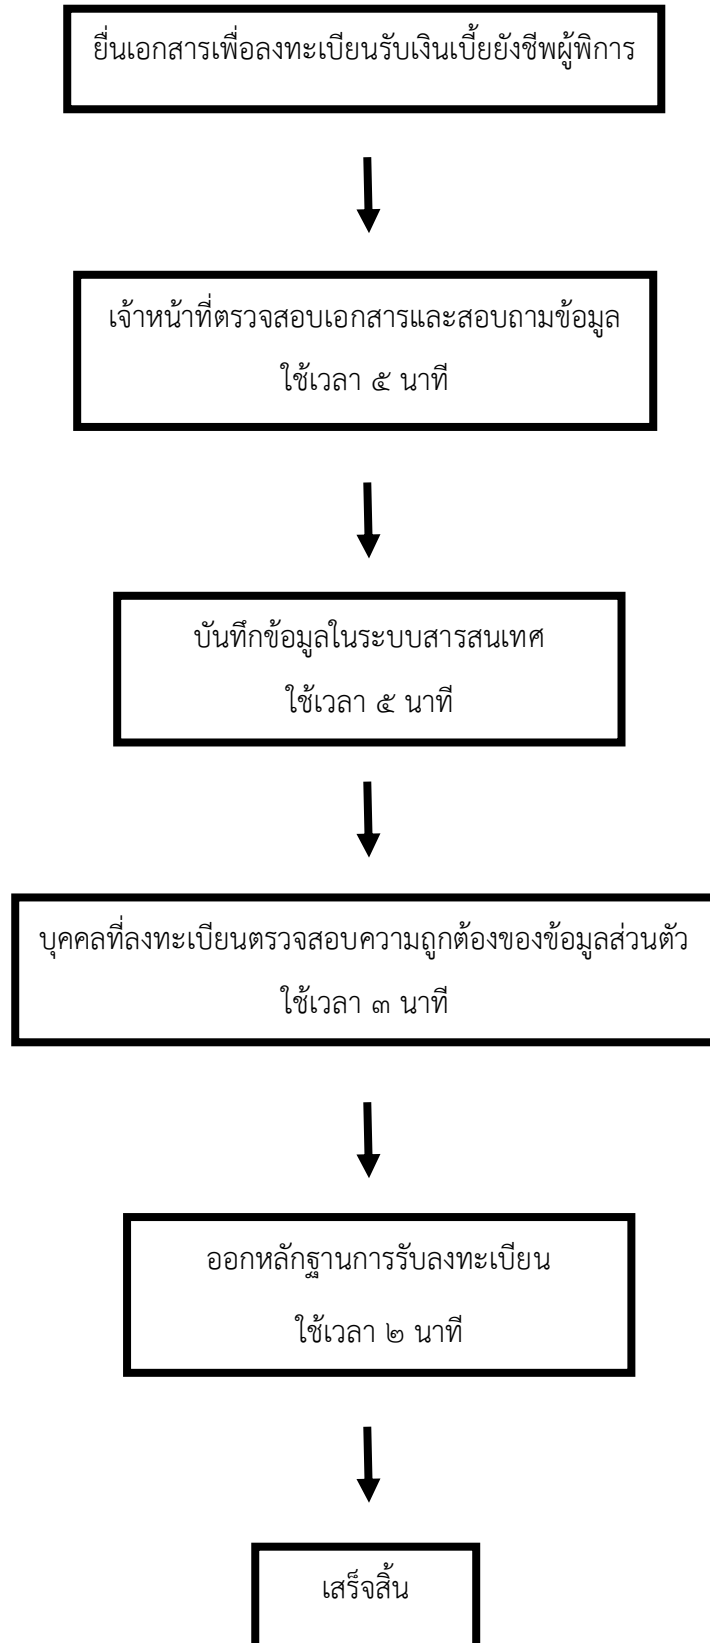 ยื่นเอกสารเพื่อลงทะเบียนรับเงินเบี้ยยังชีพผู้พิการ
เจ้าหน้าที่ตรวจสอบเอกสารและสอบถามข้อมูล
ใช้เวลา ๕ นาที
บันทึกข้อมูลในระบบสารสนเทศ
ใช้เวลา ๕ นาที
บุคคลที่ลงทะเบียนตรวจสอบความถูกต้องของข้อมูลส่วนตัว
ใช้เวลา ๓ นาที
ออกหลักฐานการรับลงทะเบียน
ใช้เวลา ๒ นาที
เสร็จสิ้น